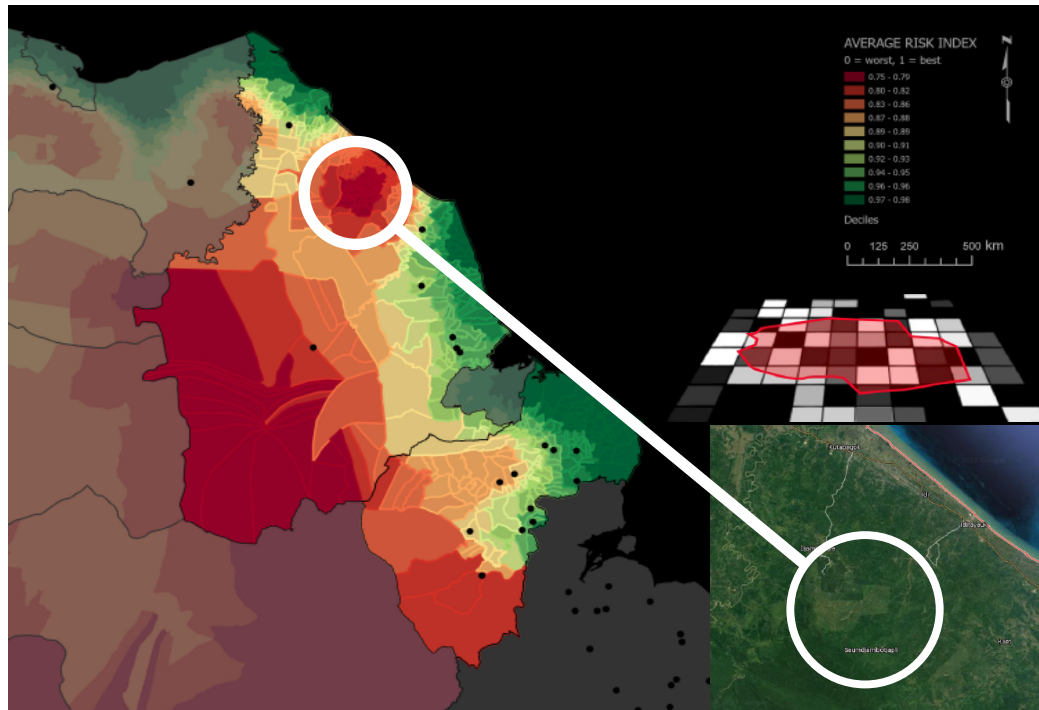 AVERAGE RISK INDEX
0 = worst, 1 = best
0.75 - 0.79
0.80 - 0.82
0.83 - 0.86
0.87 - 0.88
0.89 - 0.89
0.90 - 0.91
0.92 - 0.93
0.94 - 0.95
0.96 - 0.96
0.97 - 0.98
Deciles
0 125 250 500 km
N
Kutapagot